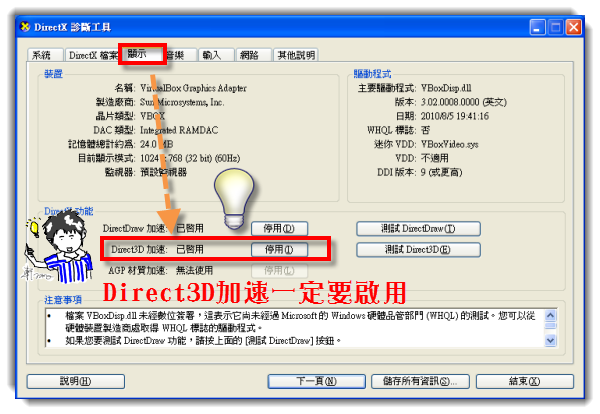 DirectX 診斷工具
系統 DirectX 檔案 顯示 音樂 輸入 網路 其他說明
裝置
名稱: VirtualBox Graphics Adapter
製造廠商: Sun Microsystems, Inc.
晶片類型: VBOX
DAC 類型: Integrated RAMDAC
記憶體總計約為: 24.0 MB
目前顯示模式: 1024 x 768 (32 bit) (60Hz)
監視器: 預設監視器
驅動程式
主要驅動程式: VBoxDisp.dll
版本: 3.02.0008.0000 (英文)
日期: 2010/8/5 19:41:16
WHQL 標誌: 否
迷你 VDD: VBoxVideo.sys
VDD: 不適用
DDI 版本: 9 (或更高)
DirectX 功能
DirectDraw 加速: 已啟用 停用(D) 測試 DirectDraw(T)
Direct3D 加速: 已啟用 停用(I) 測試 Direct3D(E)
AGP 材質加速: 無法使用 停用(L)
Direct3D加速一定要啟用
注意事項
• 檔案 VBoxDisp.dll 未經數位簽署，這表示它尚未經過 Microsoft 的 Windows 硬體品管部門 (WHQL) 的測試。您可以從
硬體裝置製造商處取得 WHQL 標誌的驅動程式。
• 如果您要測試 DirectDraw 功能，請按上面的 [測試 DirectDraw] 按鈕。
說明(H) 下一頁(N) 儲存所有資訊(S)... 結束(X)